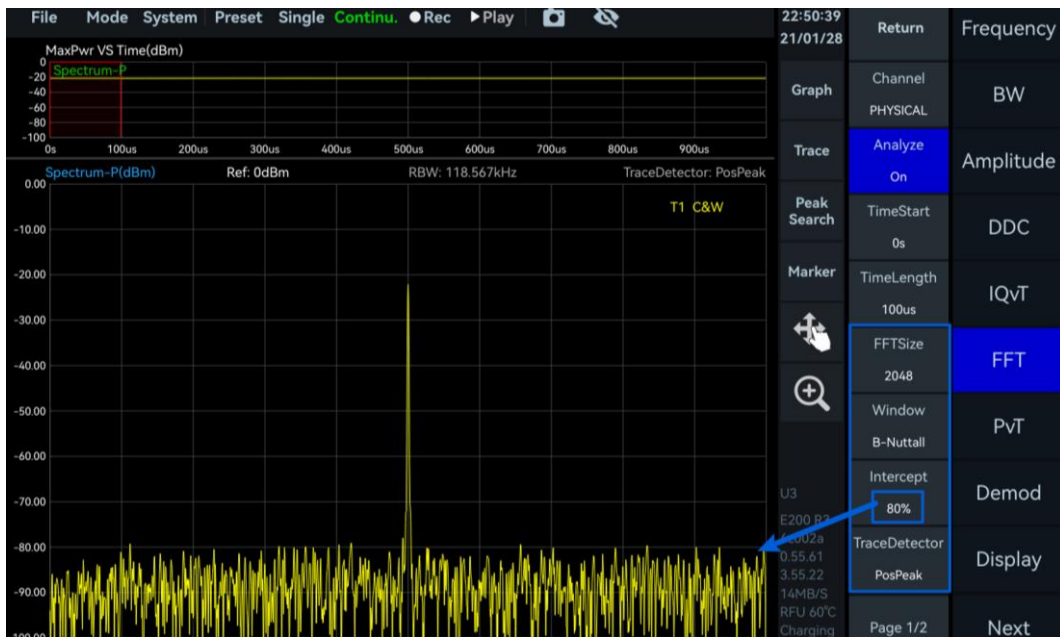 File Mode System Preset Single Continu. Rec Play
22:50:39
21/01/28
MaxPwr VS Time(dBm)
Spectrum-P
0
-20
-40
-60
-80
-100
0s 100us 200us 300us 400us 500us 600us 700us 800us 900us
Spectrum-P(dBm) Ref: 0dBm RBW: 118.567kHz TraceDetector: PosPeak
T1 C&W
0.00
-10.00
-20.00
-30.00
-40.00
-50.00
-60.00
-70.00
-80.00
-90.00
-100.00
Graph
Trace
Peak
Search
Marker
U3
E200 R2
0.55.61
3.55.22
14MB/S
RFU 60°C
Charging
Return
Channel
PHYSICAL
Analyze
On
TimeStart
0s
TimeLength
100us
FFTSize
2048
Window
B-Nuttall
Intercept
80%
TraceDetector
PosPeak
Page 1/2
Frequency
BW
Amplitude
DDC
IQvT
FFT
PvT
Demod
Display
Next